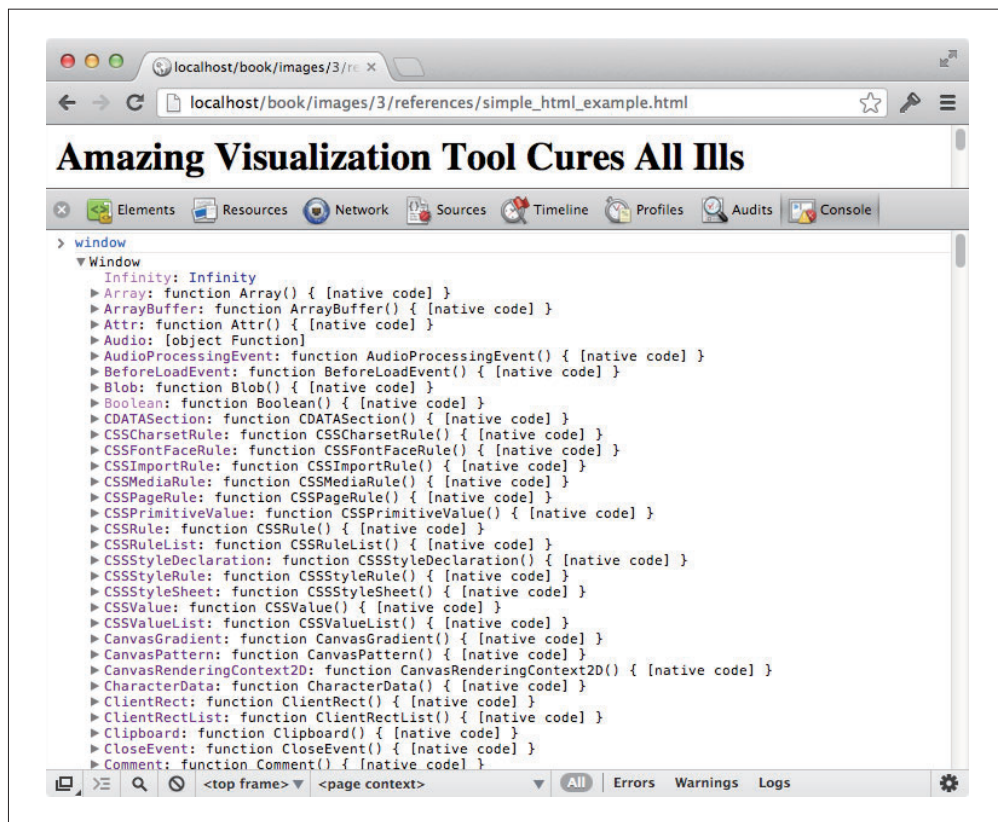 localhost/book/images/3/re
localhost/book/images/3/references/simple_html_example.html
Amazing Visualization Tool Cures All Ills
Elements Resources Network Sources Timeline Profiles Audits Console
> window
▼Window
Infinity: Infinity
▶Array: function Array() { [native code] }
▶ArrayBuffer: function ArrayBuffer() { [native code] }
▶Attr: function Attr() { [native code] }
▶Audio: [object Function]
▶AudioProcessingEvent: function AudioProcessingEvent() { [native code] }
▶BeforeLoadEvent: function BeforeLoadEvent() { [native code] }
▶Blob: function Blob() { [native code] }
▶Boolean: function Boolean() { [native code] }
▶CDATASection: function CDATASection() { [native code] }
▶CSSCharsetRule: function CSSCharsetRule() { [native code] }
▶CSSFontFaceRule: function CSSFontFaceRule() { [native code] }
▶CSSImportRule: function CSSImportRule() { [native code] }
▶CSSMediaRule: function CSSMediaRule() { [native code] }
▶CSSPageRule: function CSSPageRule() { [native code] }
▶CSSPrimitiveValue: function CSSPrimitiveValue() { [native code] }
▶CSSRule: function CSSRule() { [native code] }
▶CSSRuleList: function CSSRuleList() { [native code] }
▶CSSStyleDeclaration: function CSSStyleDeclaration() { [native code] }
▶CSSStyleRule: function CSSStyleRule() { [native code] }
▶CSSStyleSheet: function CSSStyleSheet() { [native code] }
▶CSSValue: function CSSValue() { [native code] }
▶CSSValueList: function CSSValueList() { [native code] }
▶CanvasGradient: function CanvasGradient() { [native code] }
▶CanvasPattern: function CanvasPattern() { [native code] }
▶CanvasRenderingContext2D: function CanvasRenderingContext2D() { [native code] }
▶CharacterData: function CharacterData() { [native code] }
▶ClientRect: function ClientRect() { [native code] }
▶ClientRectList: function ClientRectList() { [native code] }
▶Clipboard: function Clipboard() { [native code] }
▶CloseEvent: function CloseEvent() { [native code] }
▶Comment: function Comment() { [native code] }
<top frame> ▼ <page context> ▼ All Errors Warnings Logs